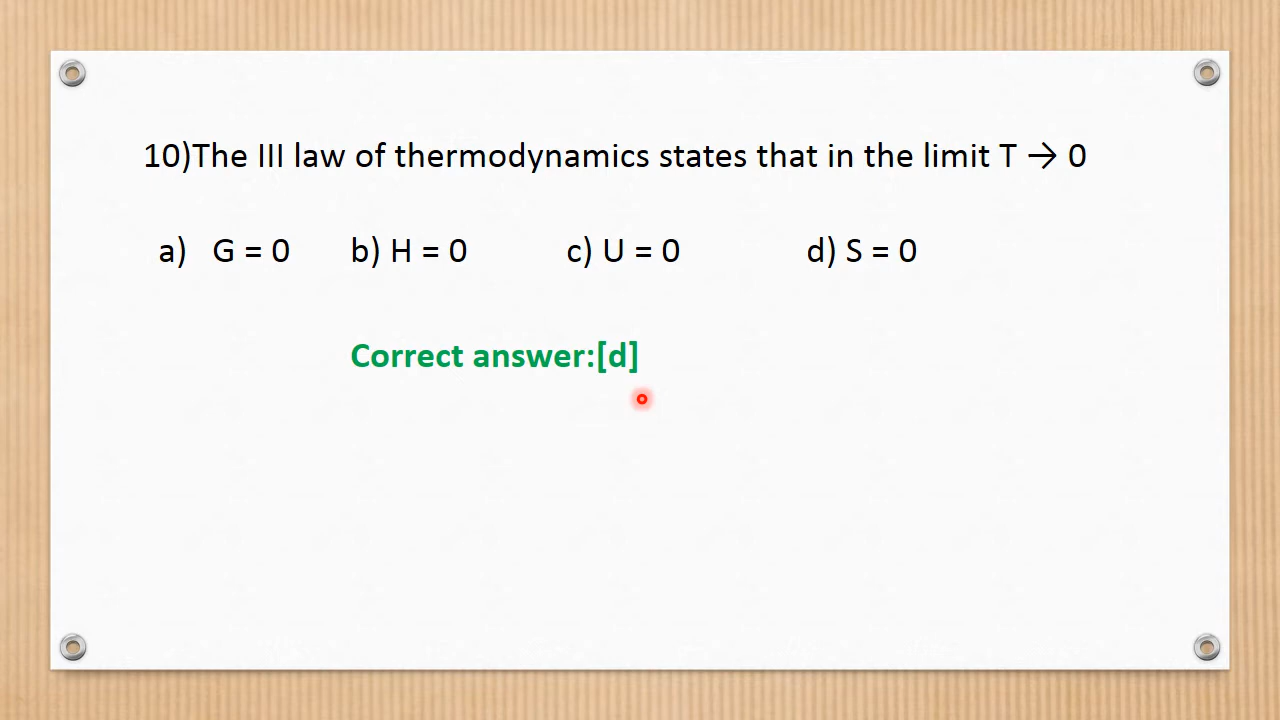 10)The III law of thermodynamics states that in the limit T → 0
a) G = 0 b) H = 0 c) U = 0 d) S = 0
Correct answer:[d]